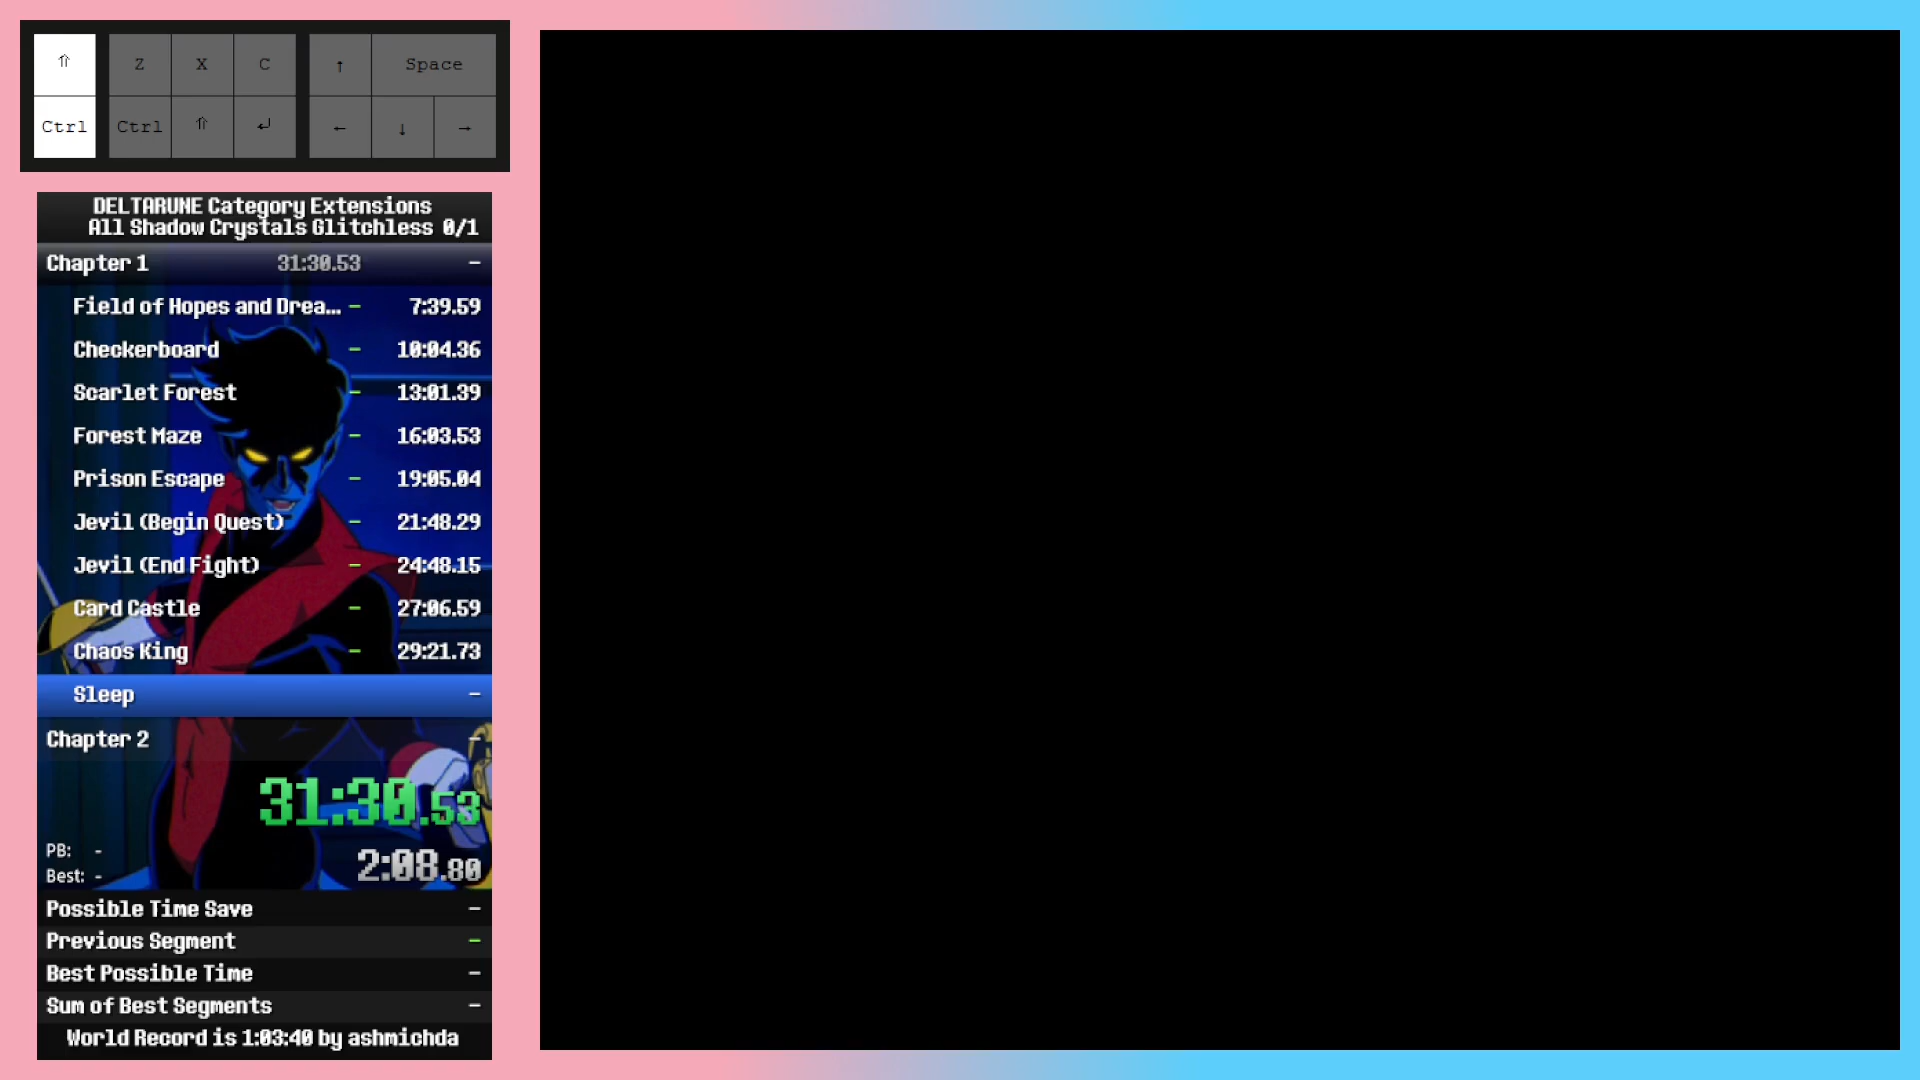 ⇧ Z X C ↑ Space
Ctrl Ctrl ⇧ ↵ ← ↓ →
DELTARUNE Category Extensions
All Shadow Crystals Glitchless 0/1
Chapter 1 31:30.53 -
Field of Hopes and Drea... - 7:39.59
Checkerboard - 10:04.36
Scarlet Forest - 13:01.39
Forest Maze - 16:03.53
Prison Escape - 19:05.04
Jevil (Begin Quest) - 21:48.29
Jevil (End Fight) - 24:48.15
Card Castle - 27:06.59
Chaos King - 29:21.73
Sleep -
Chapter 2 -
31:30.53
PB: -
2:08.80
Best: -
Possible Time Save -
Previous Segment -
Best Possible Time -
Sum of Best Segments -
World Record is 1:03:40 by ashmichda